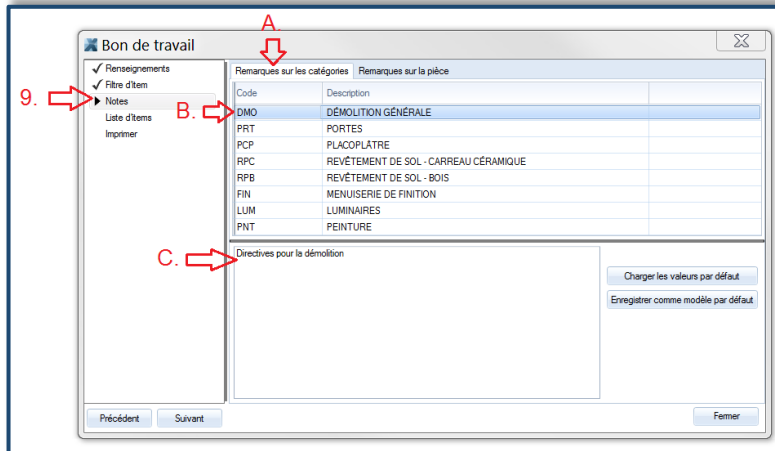 A.
Bon de travail
Renseignements
Filtre d'item
9. Notes
Liste d'Items
Imprimer
Remarques sur les catégories Remarques sur la pièce
Code Description
B. DMO DÉMOLITION GÉNÉRALE
PRT PORTES
PCP PLACOPLÂTRE
RPC REVÊTEMENT DE SOL - CARREAU CÉRAMIQUE
RPB REVÊTEMENT DE SOL - BOIS
FIN MENUISERIE DE FINITION
LUM LUMINAIRES
PNT PEINTURE
C. Directives pour la démolition
Charger les valeurs par défaut
Enregistrer comme modèle par défaut
Précédent Suivant Fermer